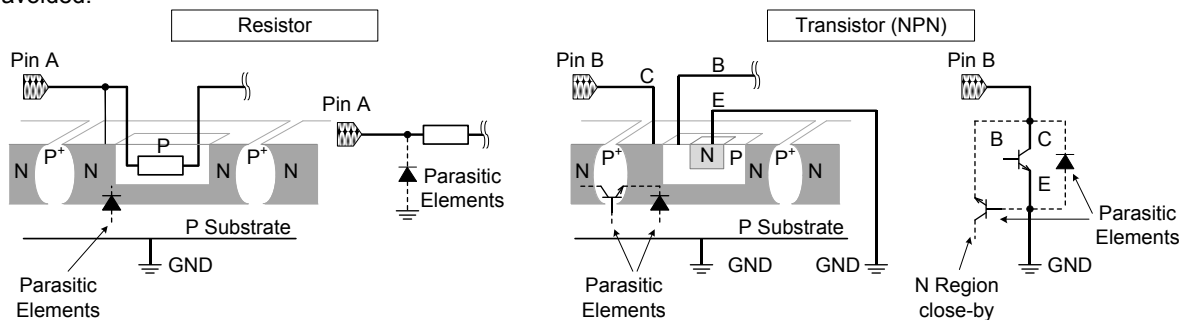 avoided.
Resistor
Transistor (NPN)
Pin A
Pin A
P
N P+ N N P+ N
Parasitic
Elements
P Substrate
GND
Parasitic
Elements
Pin B
C
B
E
N P+ N N P P+ N
P Substrate
GND
GND
Parasitic
Elements
Pin B
B
C
E
Parasitic
Elements
GND
N Region
close-by